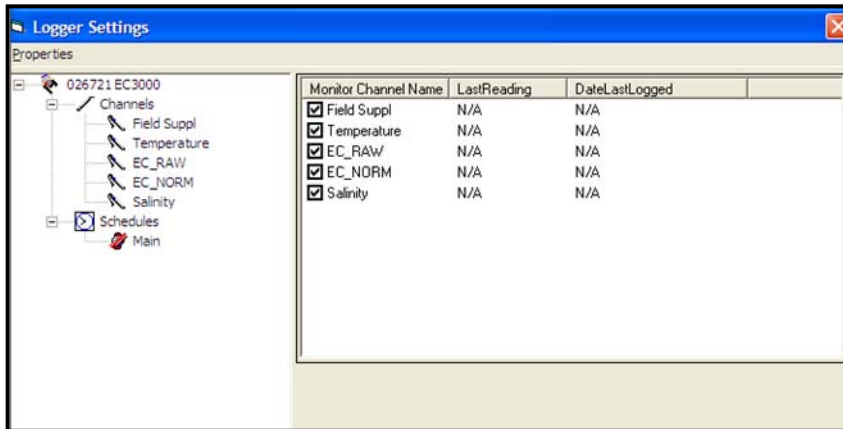 Logger Settings
Properties
026721 EC3000
Channels
Field Suppl
Temperature
EC_RAW
EC_NORM
Salinity
Schedules
Main
Monitor Channel Name LastReading DateLastLogged
Field Suppl N/A N/A
Temperature N/A N/A
EC_RAW N/A N/A
EC_NORM N/A N/A
Salinity N/A N/A